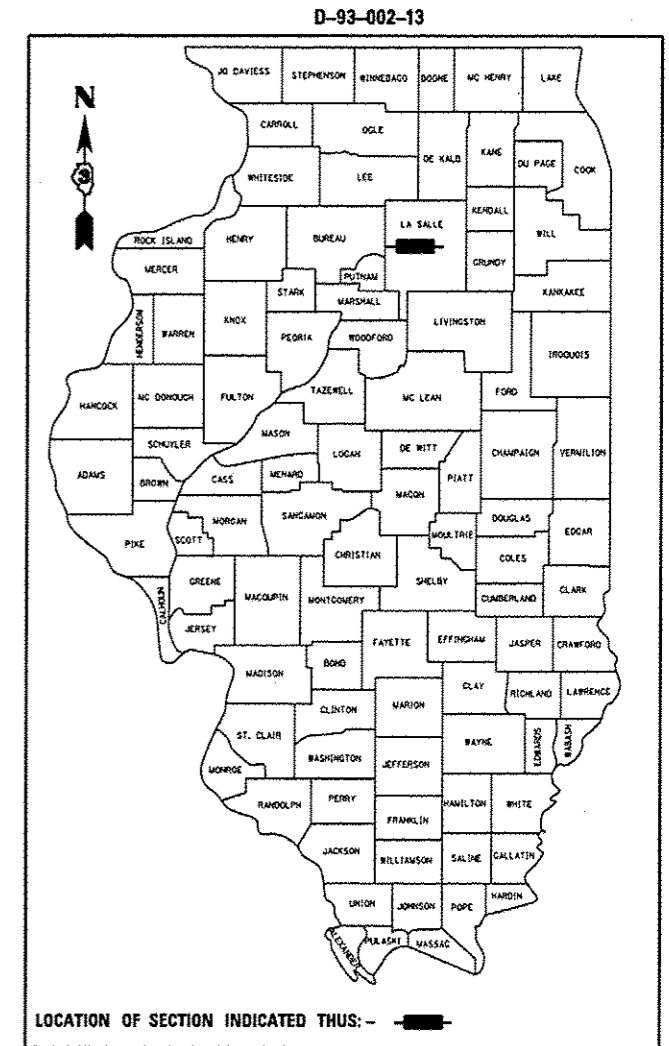 D-93-002-13
JO DAVIESS STEPHENSON WINNEBAGO BOONE MC HENRY LAKE
N
CARROLL OGLE DE KALB KANE DU PAGE COOK
WHITESIDE LEE
KENDALL
LA SALLE WILL
ROCK ISLAND HENRY BUREAU
GRUNDY
MERCER PUTNAM KANKAKEE
STARK MARSHALL
HENDERSON WARREN KNOX LIVINGSTON
PEORIA WOODFORD IROQUOIS
HANCOCK MC DONOUGH FULTON TAZEWELL MC LEAN FORD
MASON
SCHUYLER LOGAN DE WITT CHAMPAIGN VERMILION
ADAMS BROWN CASS MENARD PIATT
MACON
MORGAN SANGAMON DOUGLAS
PIKE SCOTT CHRISTIAN MOULTRIE COLES EDGAR
CALHOUN GREENE MACOUPIN MONTGOMERY SHELBY CUMBERLAND CLARK
JERSEY FAYETTE EFFINGHAM JASPER CRAWFORD
MADISON BOND
CLAY RICHLAND LAWRENCE
CLINTON MARION
ST. CLAIR WAYNE EDWARDS WABASH
MONROE WASHINGTON JEFFERSON
RANDOLPH PERRY HAMILTON WHITE
FRANKLIN
JACKSON WILLIAMSON SALINE GALLATIN
UNION JOHNSON POPE HARDIN
ALEXANDER PULASKI MASSAC
LOCATION OF SECTION INDICATED THUS: -